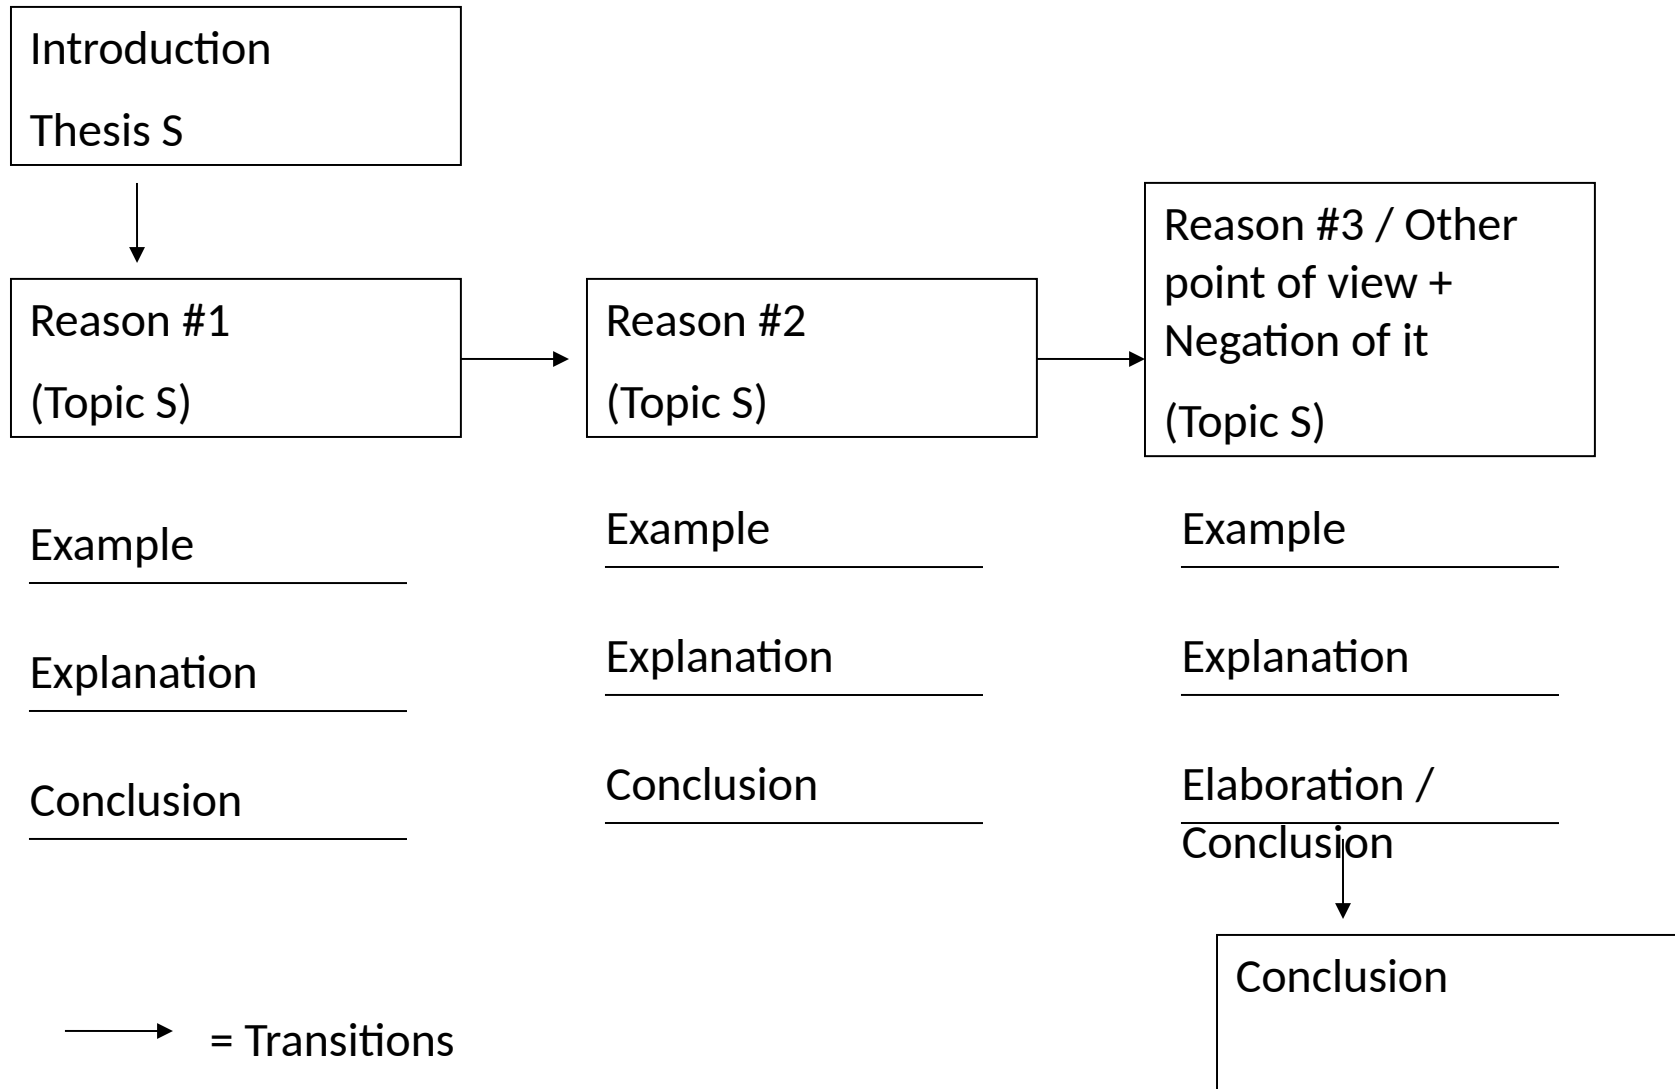 Introduction
Thesis S
Reason #1
(Topic S)
Reason #2
(Topic S)
Reason #3 / Other
point of view +
Negation of it
(Topic S)
Example
Explanation
Conclusion
Example
Explanation
Conclusion
Example
Explanation
Elaboration /
Conclusion
Conclusion
= Transitions